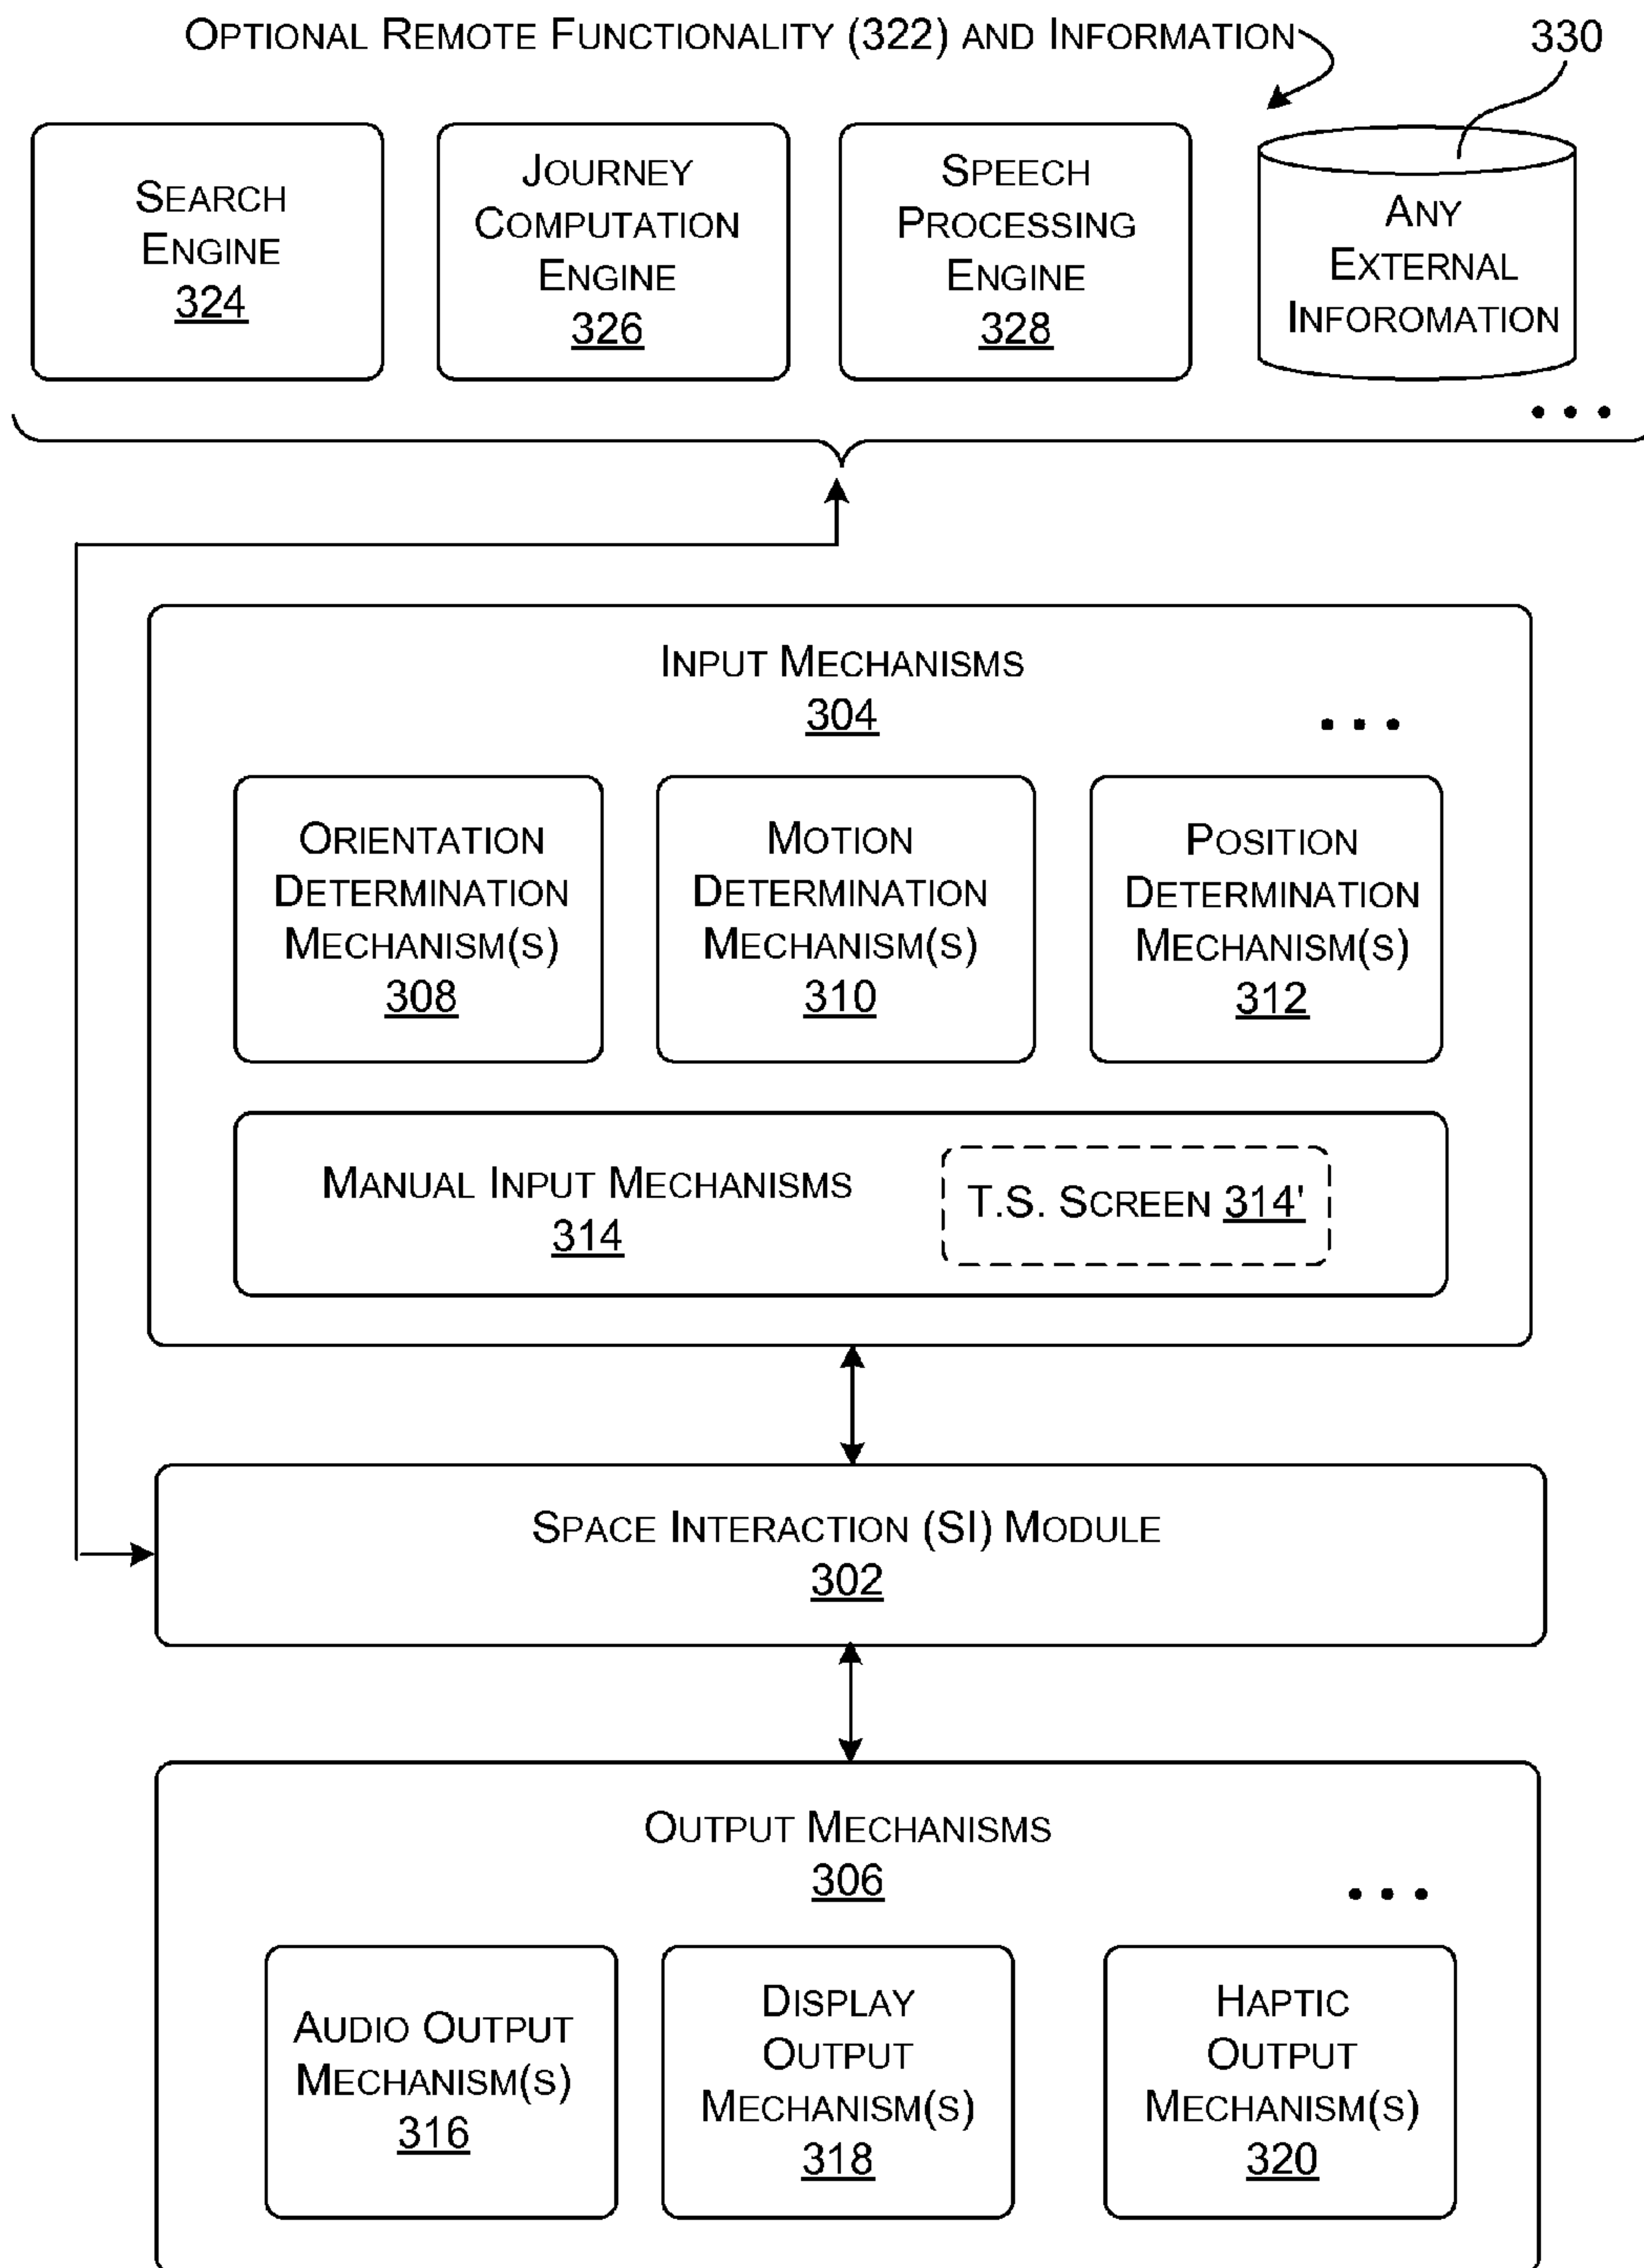 OPTIONAL REMOTE FUNCTIONALITY (322) AND INFORMATION
330
SEARCH
ENGINE
324
JOURNEY
COMPUTATION
ENGINE
326
SPEECH
PROCESSING
ENGINE
328
ANY
EXTERNAL
INFOROMATION
...
INPUT MECHANISMS
304
...
ORIENTATION
DETERMINATION
MECHANISM(S)
308
MOTION
DETERMINATION
MECHANISM(S)
310
POSITION
DETERMINATION
MECHANISM(S)
312
MANUAL INPUT MECHANISMS
314
T.S. SCREEN 314'
SPACE INTERACTION (SI) MODULE
302
OUTPUT MECHANISMS
306
...
AUDIO OUTPUT
MECHANISM(S)
316
DISPLAY
OUTPUT
MECHANISM(S)
318
HAPTIC
OUTPUT
MECHANISM(S)
320